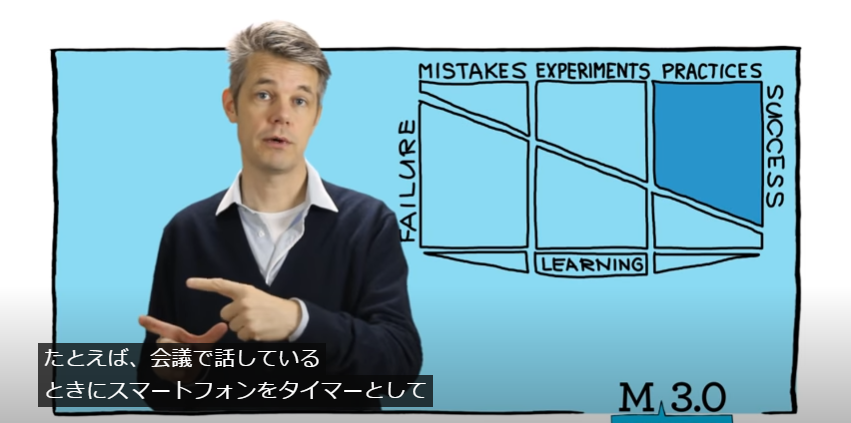 MISTAKES EXPERIMENTS PRACTICES
FAILURE
SUCCESS
LEARNING
たとえば、会議で話している
ときにスマートフォンをタイマーとして
M 3.0